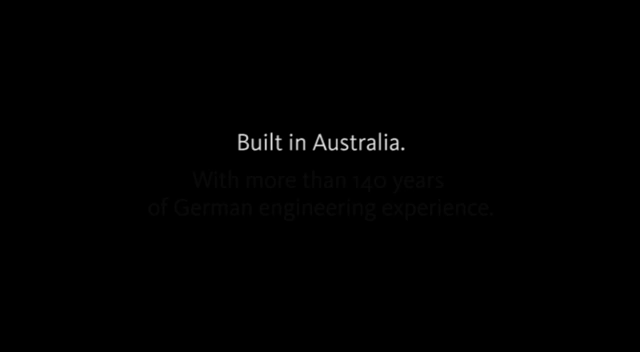 Built in Australia.
With more than 140 years
of German engineering experience.